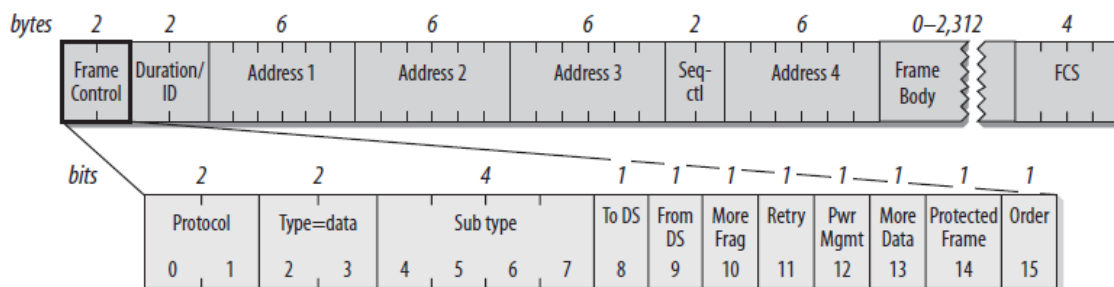 bytes 2 2 6 6 6 2 6 0–2,312 4
Frame Control Duration/ ID Address 1 Address 2 Address 3 Seq- ctl Address 4 Frame Body FCS
bits 2 2 4 1 1 1 1 1 1 1 1
Protocol Type=data Sub type To DS From DS More Frag Retry Pwr Mgmt More Data Protected Frame Order
0 1 2 3 4 5 6 7 8 9 10 11 12 13 14 15